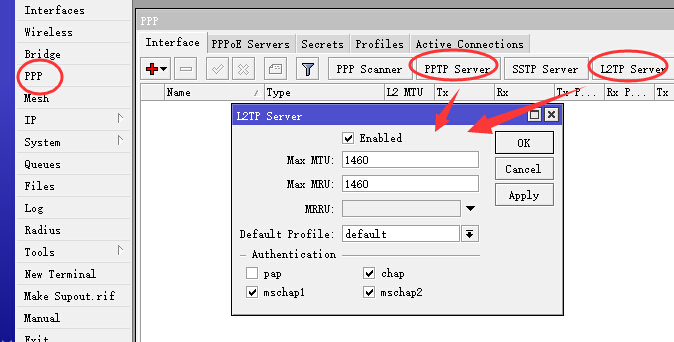 Interfaces
Wireless
Bridge
PPP
Mesh
IP
System
Queues
Files
Log
Radius
Tools
New Terminal
Make Supout.rif
Manual
Exit
PPP
Interface PPPoE Servers Secrets Profiles Active Connections
PPP Scanner PPTP Server SSTP Server L2TP Server
Name Type L2 MTU Tx Rx Tx P... Rx P... Tx
L2TP Server
Enabled
Max MTU: 1460
Max MRU: 1460
MRRU:
Default Profile: default
Authentication
pap chap
mschap1 mschap2
OK
Cancel
Apply